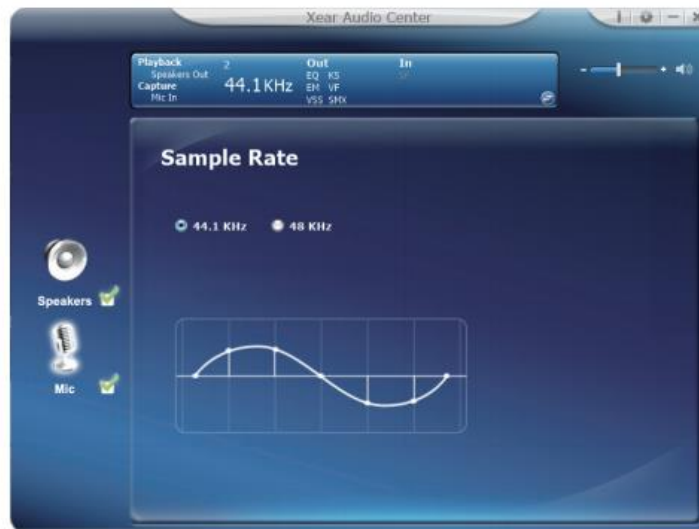 Xear Audio Center
Playback 2 Out In
Speakers Out 44.1KHz EQ KS
Capture EM VF
Mic In VSS SMX
Sample Rate
44.1 KHz 48 KHz
Speakers
Mic